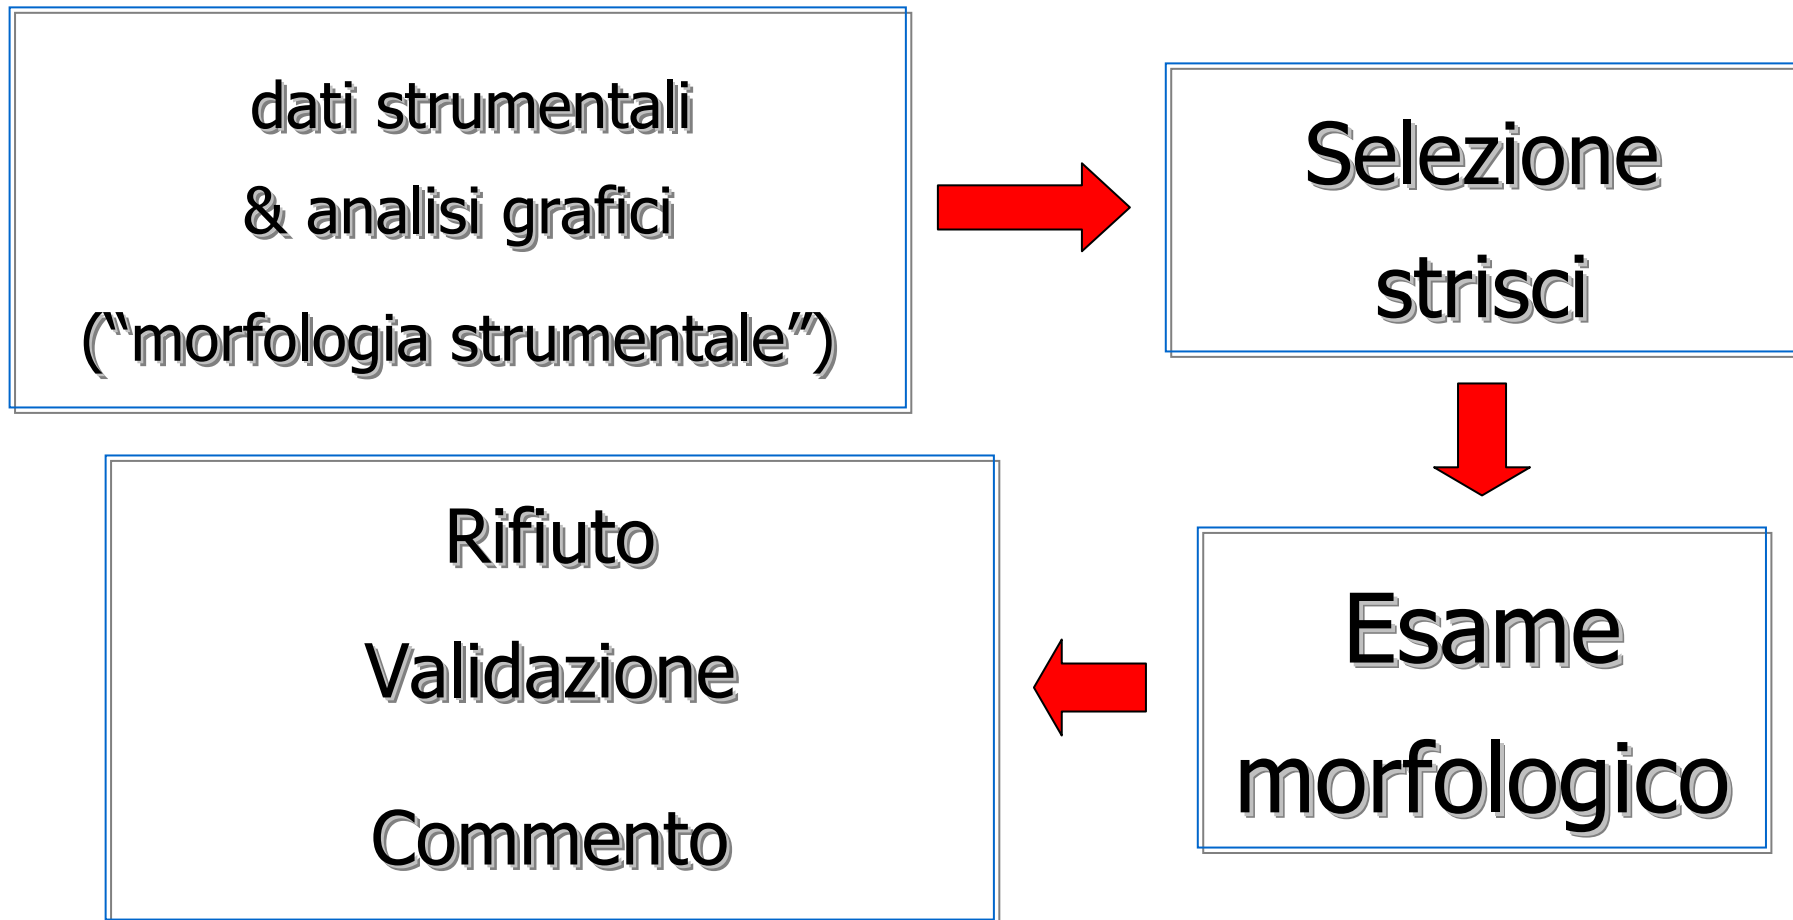 dati strumentali
& analisi grafici
(“morfologia strumentale”)
Selezione
strisci
Esame
morfologico
Rifiuto
Validazione
Commento